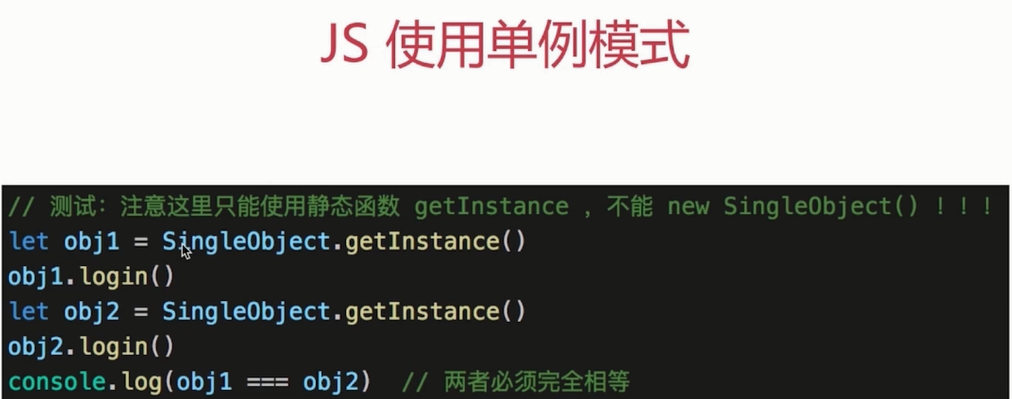 JS 使用单例模式
// 测试：注意这里只能使用静态函数 getInstance ，不能 new SingleObject() ！！！
let obj1 = SingleObject.getInstance()
obj1.login()
let obj2 = SingleObject.getInstance()
obj2.login()
console.log(obj1 === obj2)  // 两者必须完全相等